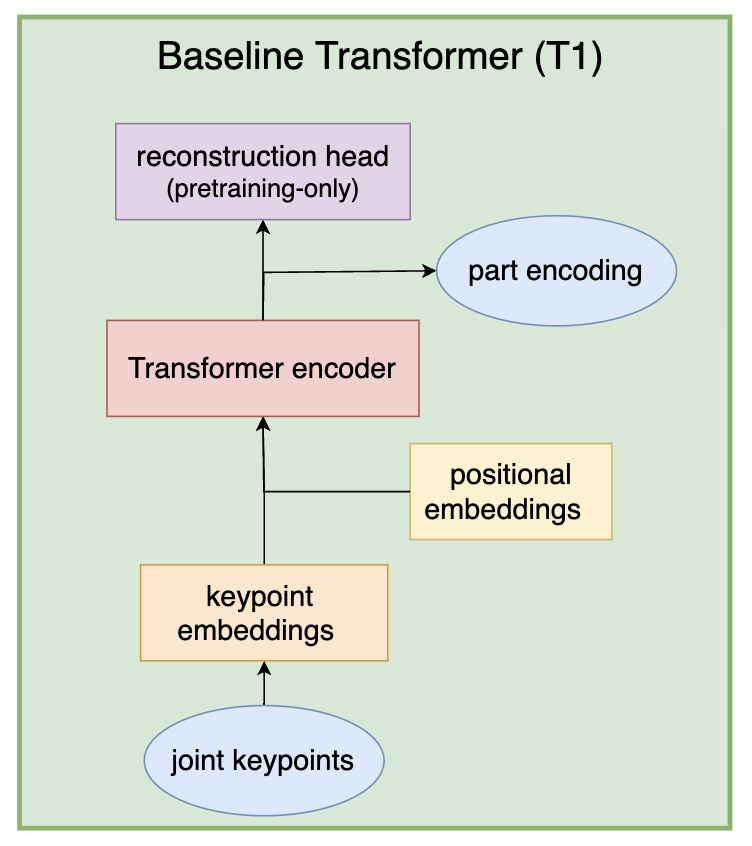 Baseline Transformer (T1)
reconstruction head
(pretraining-only)
part encoding
Transformer encoder
positional
embeddings
keypoint
embeddings
joint keypoints